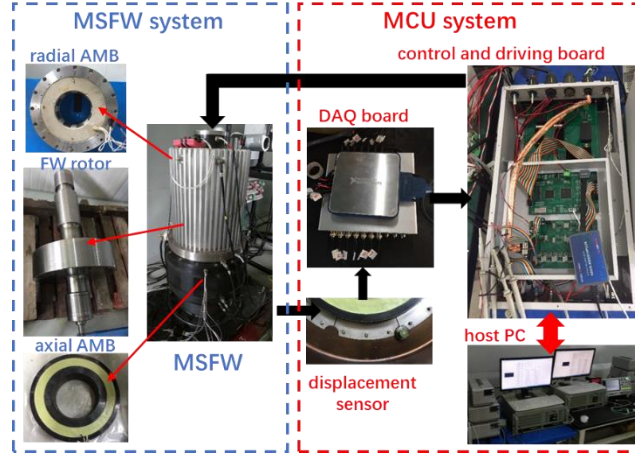 MSFW system
MCU system
radial AMB
control and driving board
DAQ board
FW rotor
axial AMB
MSFW
displacement
sensor
host PC